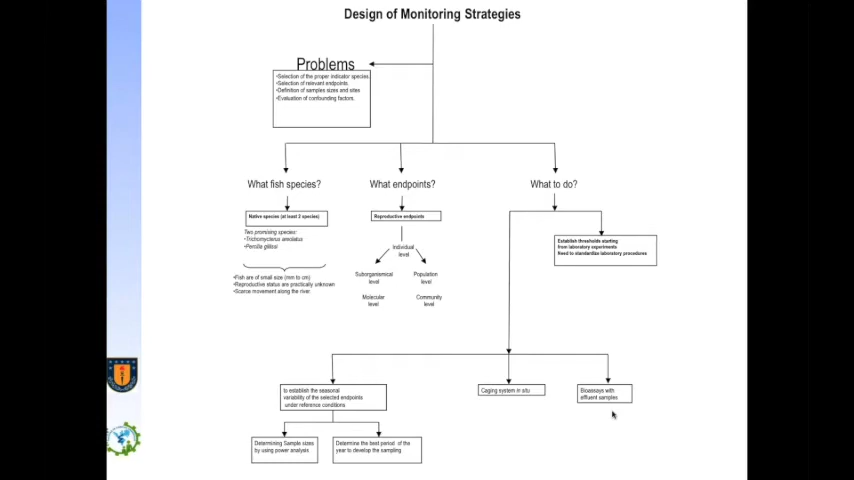 Design of Monitoring Strategies
Problems
•Selection of the proper indicator species.
•Selection of relevant endpoints.
•Definition of samples sizes and sites
•Evaluation of confounding factors.
What fish species?
What endpoints?
What to do?
Native species (at least 2 species)
Reproductive endpoints
Two promising species:
•Trichomycterus areolatus
•Percilia gillissi
Individual
level
Establish thresholds starting
from laboratory experiments
Need to standardize laboratory procedures
•Fish are of small size (mm to cm)
•Reproductive status are practically unknown
•Scarce movement along the river.
Suborganismical
level
Population
level
Molecular
level
Community
level
to establish the seasonal
variability of the selected endpoints
under reference conditions
Caging system in situ
Bioassays with
effluent samples
Determining Sample sizes
by using power analysis
Determine the best period of the
year to develop the sampling